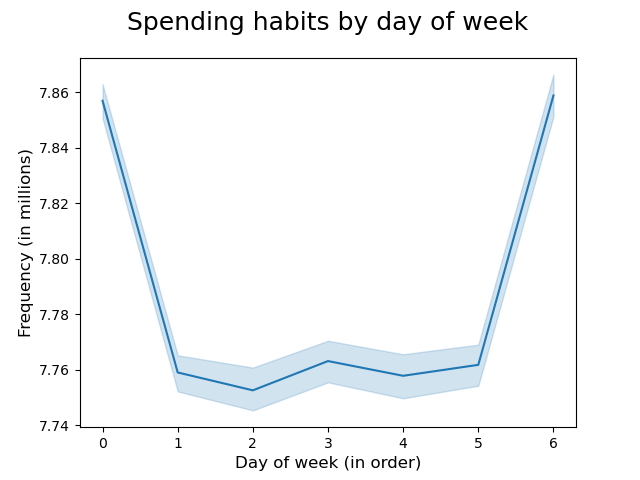 Spending habits by day of week
Frequency (in millions)
7.86
7.84
7.82
7.80
7.78
7.76
7.74
0 1 2 3 4 5 6
Day of week (in order)